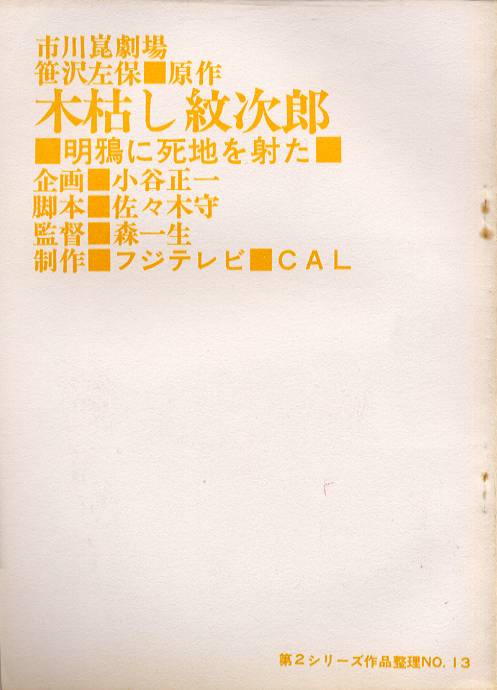 市川崑劇場
笹沢左保■原作
木枯し紋次郎
■明鴉に死地を射た■
企画■小谷正一
脚本■佐々木守
監督■森一生
制作■フジテレビ■CAL
第2シリーズ作品整理NO.13